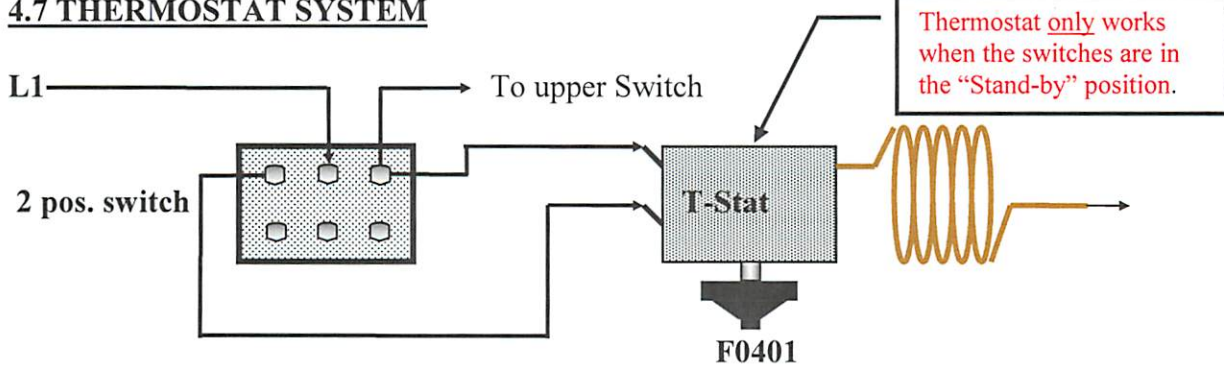 4.7 THERMOSTAT SYSTEM
Thermostat only works
when the switches are in
the “Stand-by” position.
L1
To upper Switch
2 pos. switch
T-Stat
F0401